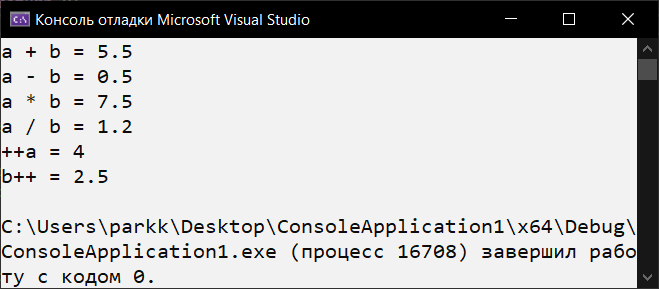 Консоль отладки Microsoft Visual Studio
a + b = 5.5
a - b = 0.5
a * b = 7.5
a / b = 1.2
++a = 4
b++ = 2.5
C:\Users\parkk\Desktop\ConsoleApplication1\x64\Debug\
ConsoleApplication1.exe (процесс 16708) завершил рабо
ту с кодом 0.